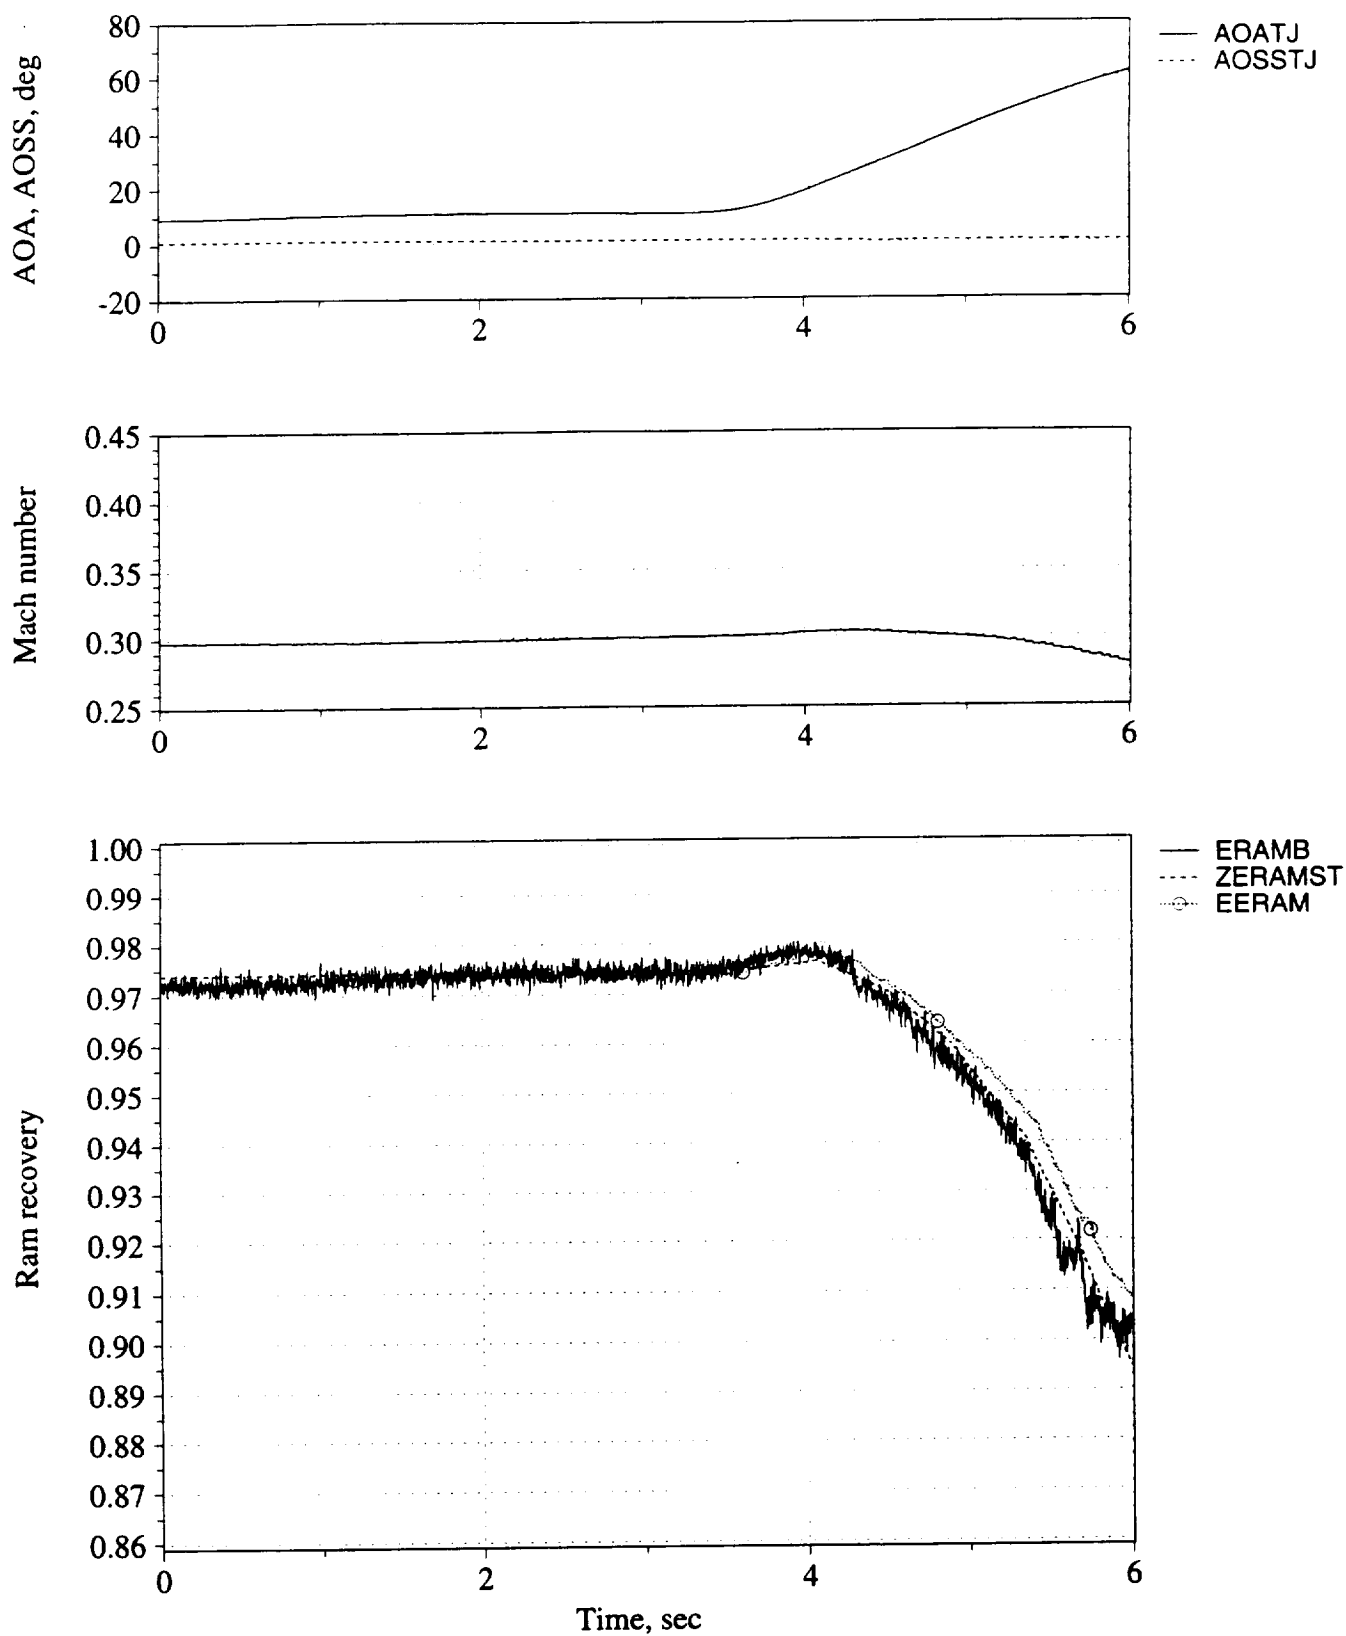 80
60
40
20
0
-20
AOA, AOSS, deg
0 2 4 6
AOATJ
AOSSTJ
0.45
0.40
0.35
0.30
0.25
Mach number
0 2 4 6
1.00
0.99
0.98
0.97
0.96
0.95
0.94
0.93
0.92
0.91
0.90
0.89
0.88
0.87
0.86
Ram recovery
0 2 4 6
Time, sec
ERAMB
ZERAMST
EERAM